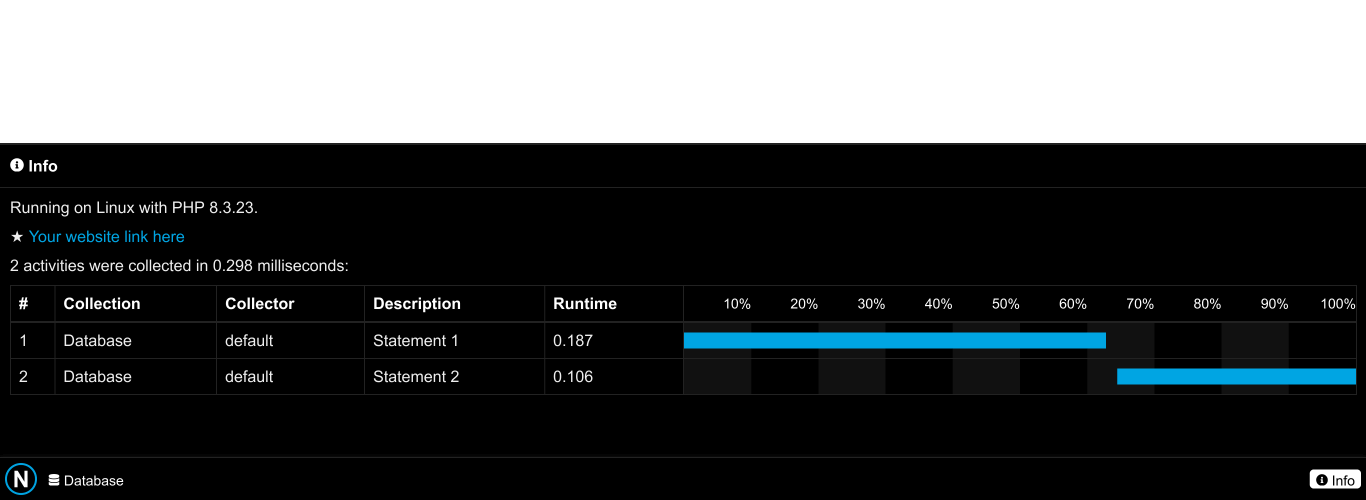 Info
Running on Linux with PHP 8.3.23.
★ Your website link here
2 activities were collected in 0.298 milliseconds:
# Collection Collector Description Runtime 10% 20% 30% 40% 50% 60% 70% 80% 90% 100%
1 Database default Statement 1 0.187
2 Database default Statement 2 0.106
N Database Info